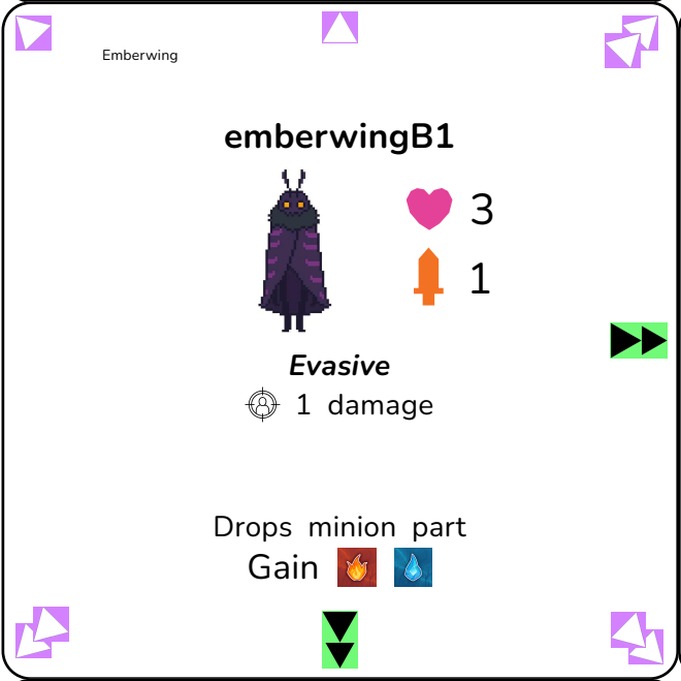 Emberwing
emberwingB1
3
1
Evasive
1 damage
Drops minion part
Gain